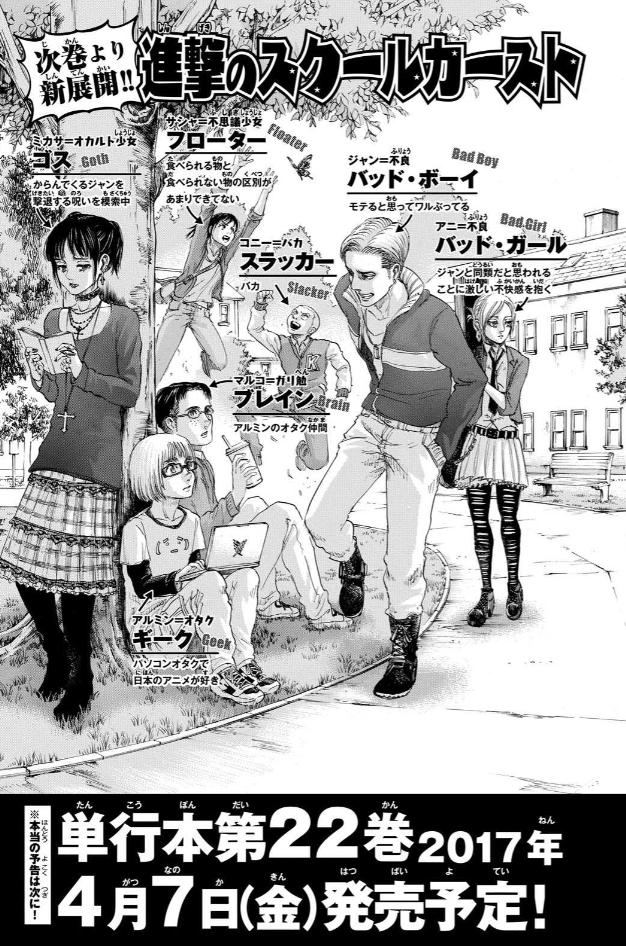 次巻より
新展開!!
進撃のスクールカースト
ミカサ=オカルト少女
ゴス
Goth
からんでくるジャンを
撃退する呪いを模索中
サシャ=不思議少女
フローター
Floater
食べられる物と
食べられない物の区別が
あまりできてない
コニー=バカ
スラッカー
Slacker
バカ
ジャン=不良
バッド・ボーイ
Bad Boy
モテると思ってワルぶってる
アニ=不良
バッド・ガール
Bad Girl
ジャンと同類だと思われる
ことに激しい不快感を抱く
マルコ=ガリ勉
ブレイン
Brain
アルミンのオタク仲間
アルミン=オタク
ギーク
Geek
パソコンオタクで
日本のアニメが好き
K
※本当の予告は次に!
単行本第22巻2017年
4月7日(金)発売予定!